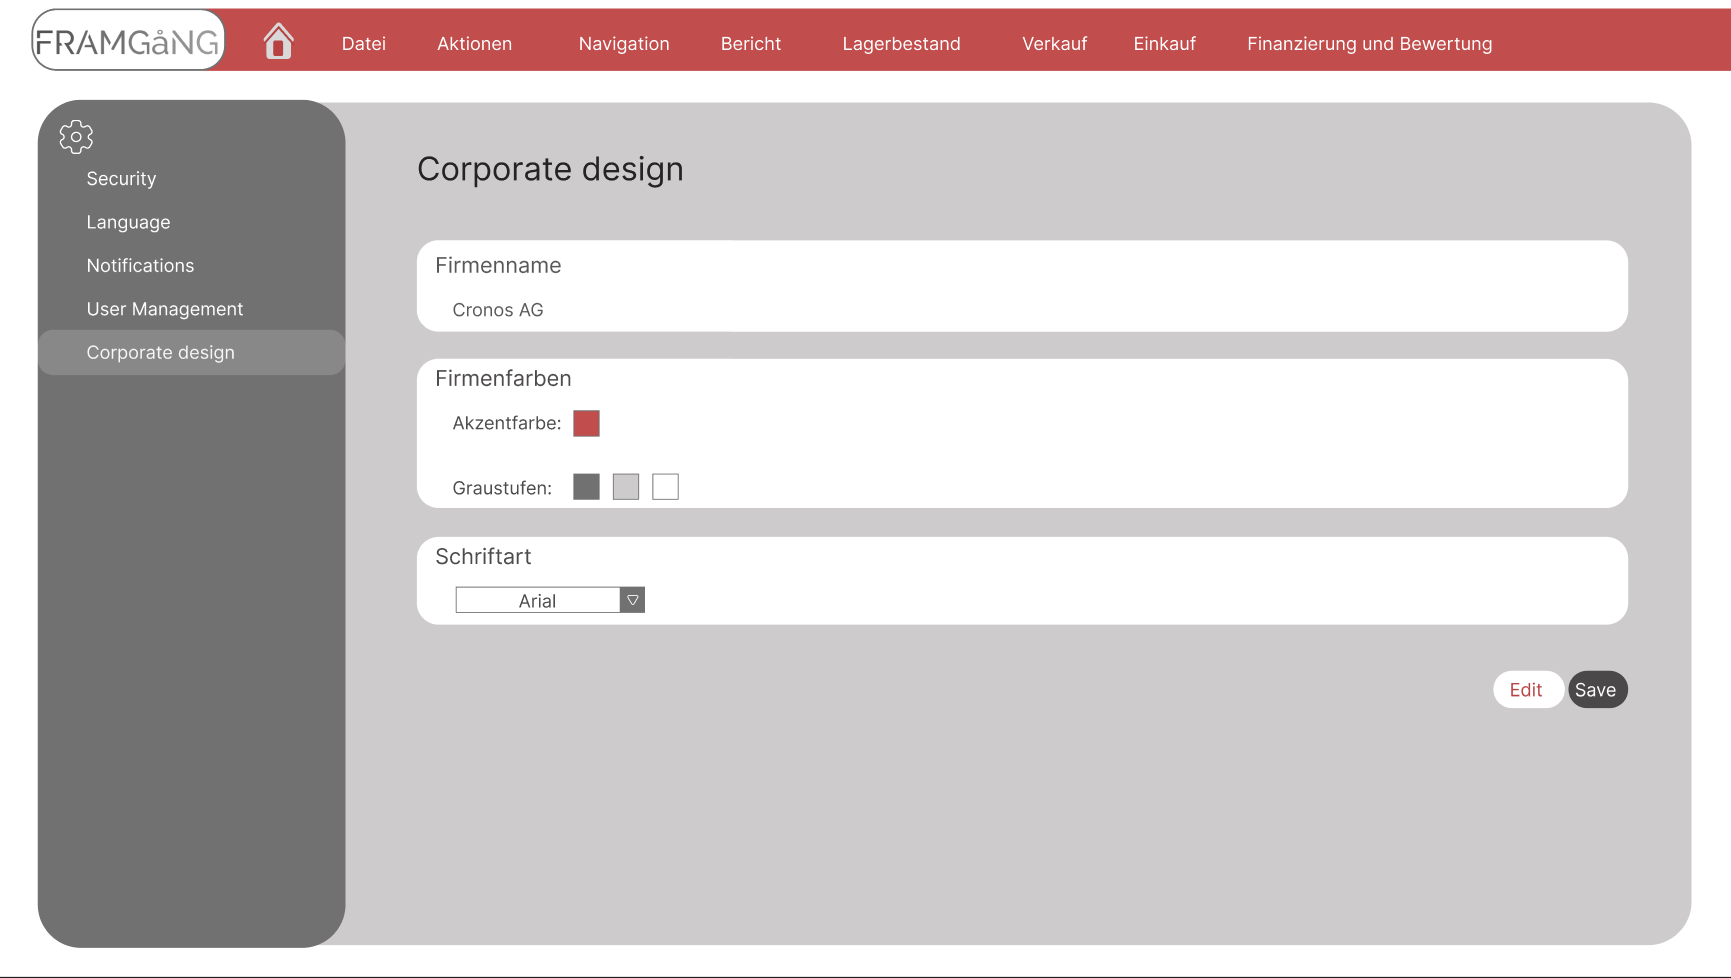 FRAMGåNG
Datei Aktionen Navigation Bericht Lagerbestand Verkauf Einkauf Finanzierung und Bewertung
Security
Language
Notifications
User Management
Corporate design
Corporate design
Firmenname
Cronos AG
Firmenfarben
Akzentfarbe:
Graustufen:
Schriftart
Arial
Edit Save